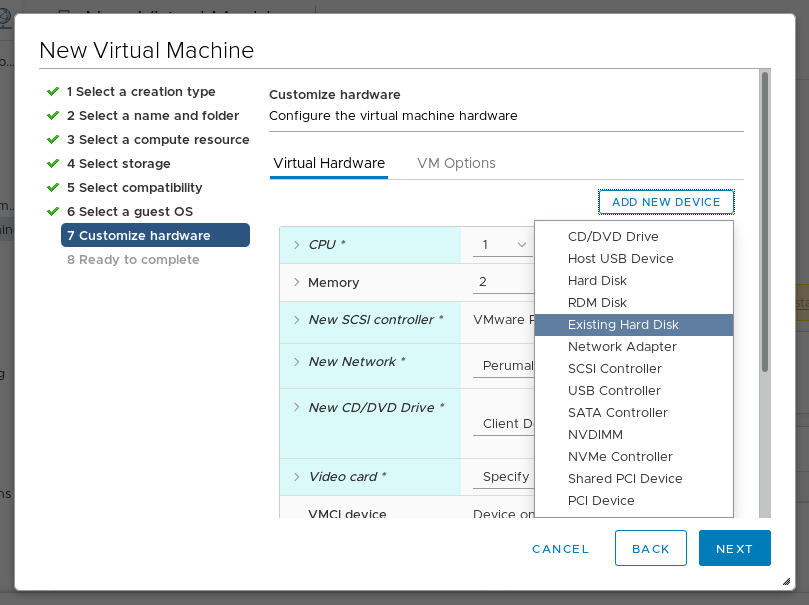 New Virtual Machine
1 Select a creation type
2 Select a name and folder
3 Select a compute resource
4 Select storage
5 Select compatibility
6 Select a guest OS
7 Customize hardware
8 Ready to complete
Customize hardware
Configure the virtual machine hardware
Virtual Hardware
VM Options
ADD NEW DEVICE
CPU *
1
Memory
2
New SCSI controller *
VMware
New Network *
Perumal
New CD/DVD Drive *
Client
Video card *
Specify
VMCI device
Device on
CD/DVD Drive
Host USB Device
Hard Disk
RDM Disk
Existing Hard Disk
Network Adapter
SCSI Controller
USB Controller
SATA Controller
NVDIMM
NVMe Controller
Shared PCI Device
PCI Device
CANCEL
BACK
NEXT